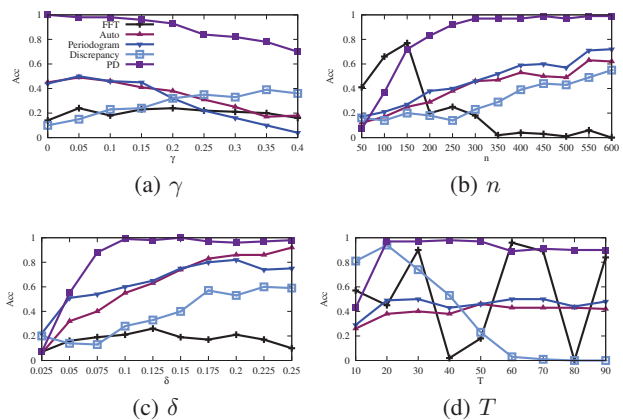 FFT
Auto
Periodogram
Discrepancy
PD
Acc
1
0.8
0.6
0.4
0.2
0
0 0.05 0.1 0.15 0.2 0.25 0.3 0.35 0.4
γ
(a) γ
Acc
1
0.8
0.6
0.4
0.2
0
50 100 150 200 250 300 350 400 450 500 550 600
n
(b) n
Acc
1
0.8
0.6
0.4
0.2
0
0.025 0.05 0.075 0.1 0.125 0.15 0.175 0.2 0.225 0.25
δ
(c) δ
Acc
1
0.8
0.6
0.4
0.2
0
10 20 30 40 50 60 70 80 90
T
(d) T